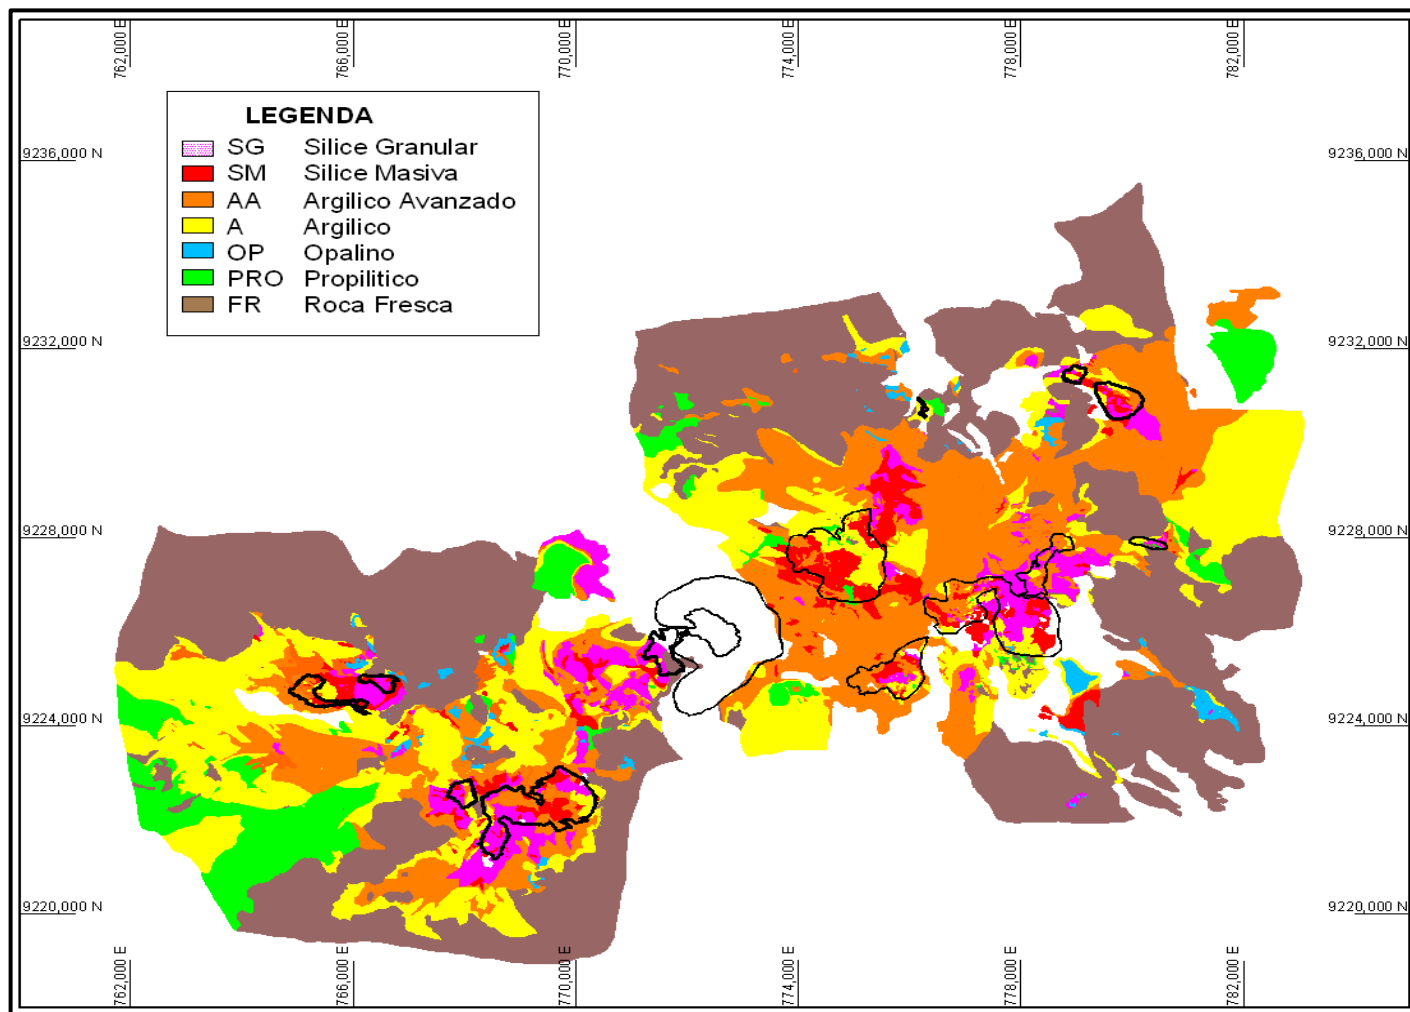 762,000 E
766,000 E
770,000 E
774,000 E
778,000 E
782,000 E
LEGENDA
SG Silice Granular
SM Silice Masiva
AA Argilico Avanzado
A Argilico
OP Opalino
PRO Propilitico
FR Roca Fresca
9236,000 N
9236,000 N
9232,000 N
9232,000 N
9228,000 N
9228,000 N
9224,000 N
9224,000 N
9220,000 N
9220,000 N
762,000 E
766,000 E
770,000 E
774,000 E
778,000 E
782,000 E